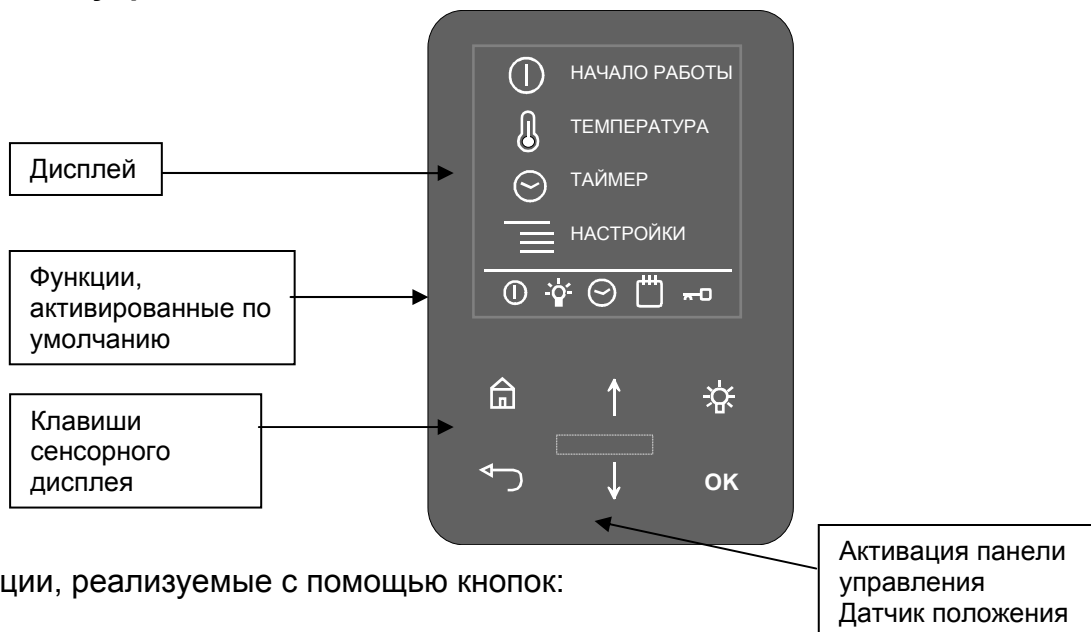 НАЧАЛО РАБОТЫ
ТЕМПЕРАТУРА
ТАЙМЕР
НАСТРОЙКИ
Дисплей
Функции,
активированные по
умолчанию
Клавиши
сенсорного
дисплея
OK
Активация панели
управления
Датчик положения
ции, реализуемые с помощью кнопок: